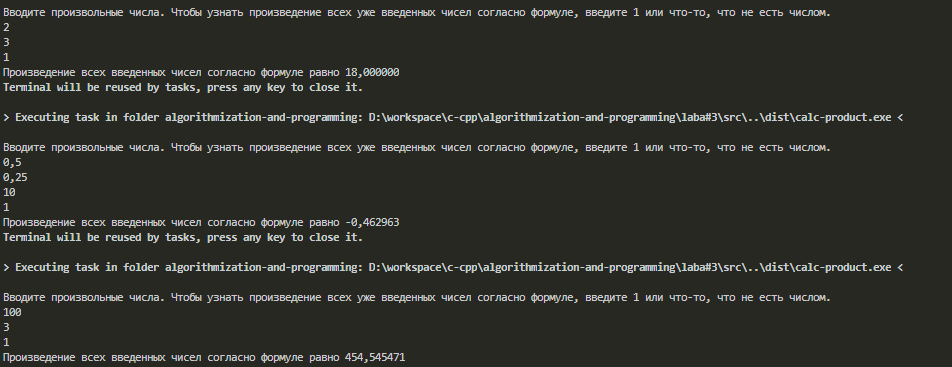 Вводите произвольные числа. Чтобы узнать произведение всех уже введенных чисел согласно формуле, введите 1 или что-то, что не есть числом.
2
3
1
Произведение всех введенных чисел согласно формуле равно 18,000000
Terminal will be reused by tasks, press any key to close it.
> Executing task in folder algorithmization-and-programming: D:\workspace\c-cpp\algorithmization-and-programming\laba#3\src\..\dist\calc-product.exe <
Вводите произвольные числа. Чтобы узнать произведение всех уже введенных чисел согласно формуле, введите 1 или что-то, что не есть числом.
0,5
0,25
10
1
Произведение всех введенных чисел согласно формуле равно -0,462963
Terminal will be reused by tasks, press any key to close it.
> Executing task in folder algorithmization-and-programming: D:\workspace\c-cpp\algorithmization-and-programming\laba#3\src\..\dist\calc-product.exe <
Вводите произвольные числа. Чтобы узнать произведение всех уже введенных чисел согласно формуле, введите 1 или что-то, что не есть числом.
100
3
1
Произведение всех введенных чисел согласно формуле равно 454,545471